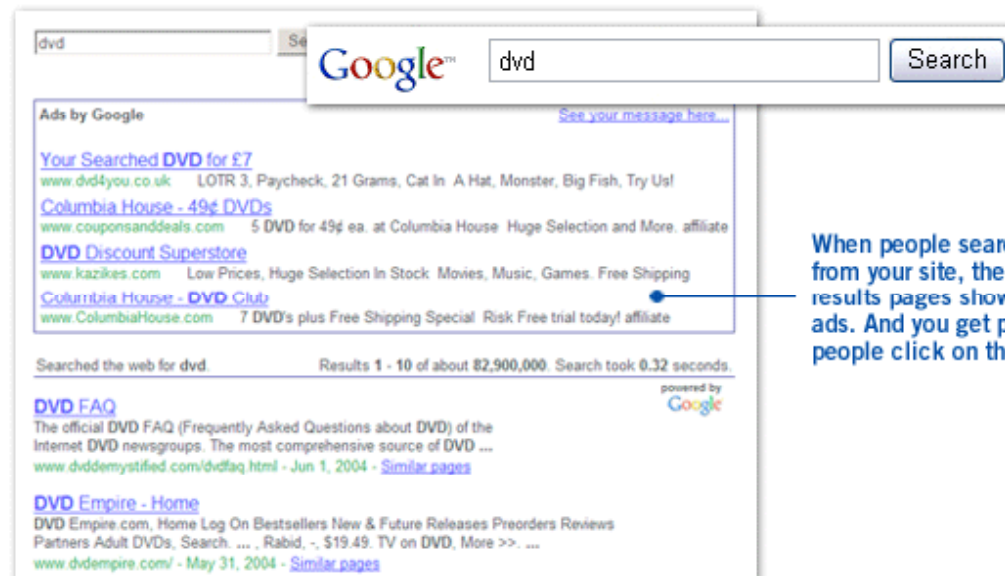 dvd
Google™ dvd Search
Ads by Google See your message here...
Your Searched DVD for £7
www.dvd4you.co.uk LOTR 3, Paycheck, 21 Grams, Cat In A Hat, Monster, Big Fish, Try Us!
Columbia House - 49¢ DVDs
www.couponsanddeals.com 5 DVD for 49¢ ea. at Columbia House Huge Selection and More. affiliate
DVD Discount Superstore
www.kazikes.com Low Prices, Huge Selection In Stock Movies, Music, Games. Free Shipping
Columbia House - DVD Club
www.ColumbiaHouse.com 7 DVD's plus Free Shipping Special Risk Free trial today! affiliate
When people
from your site, the
results pages show
ads. And you get
people click on
Searched the web for dvd. Results 1 - 10 of about 82,900,000. Search took 0.32 seconds.
powered by
Google
DVD FAQ
The official DVD FAQ (Frequently Asked Questions about DVD) of the
Internet DVD newsgroups. The most comprehensive source of DVD ...
www.dvddemystified.com/dvdfaq.html - Jun 1, 2004 - Similar pages
DVD Empire - Home
DVD Empire.com, Home Log On Bestsellers New & Future Releases Preorders Reviews
Partners Adult DVDs, Search. ... , Rabid, -, $19.49. TV on DVD, More >>. ...
www.dvdempire.com/ - May 31, 2004 - Similar pages